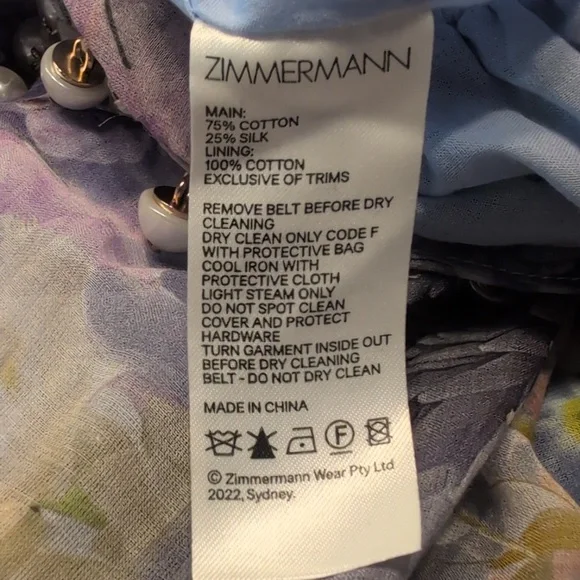 ZIMMERMANN
MAIN:
75% COTTON
25% SILK
LINING:
100% COTTON
EXCLUSIVE OF TRIMS
REMOVE BELT BEFORE DRY
CLEANING
DRY CLEAN ONLY CODE F
WITH PROTECTIVE BAG
COOL IRON WITH
PROTECTIVE CLOTH
LIGHT STEAM ONLY
DO NOT SPOT CLEAN
COVER AND PROTECT
HARDWARE
TURN GARMENT INSIDE OUT
BEFORE DRY CLEANING
BELT - DO NOT DRY CLEAN
MADE IN CHINA
F
© Zimmermann Wear Pty Ltd
2022, Sydney.